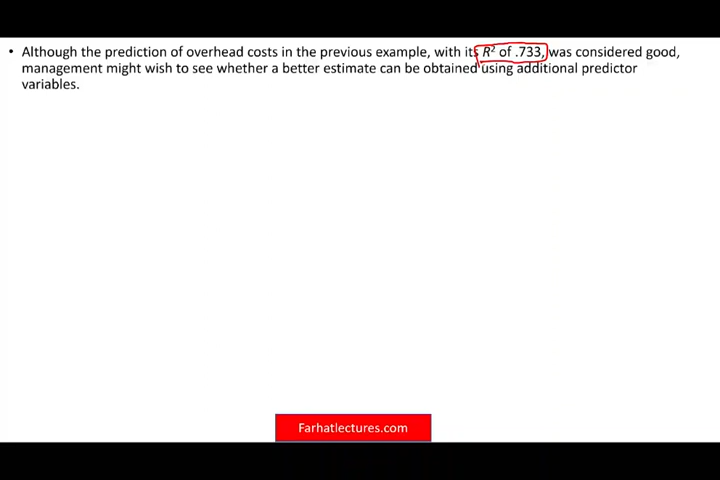 • Although the prediction of overhead costs in the previous example, with its R² of .733, was considered good,
management might wish to see whether a better estimate can be obtained using additional predictor
variables.
Farhatlectures.com